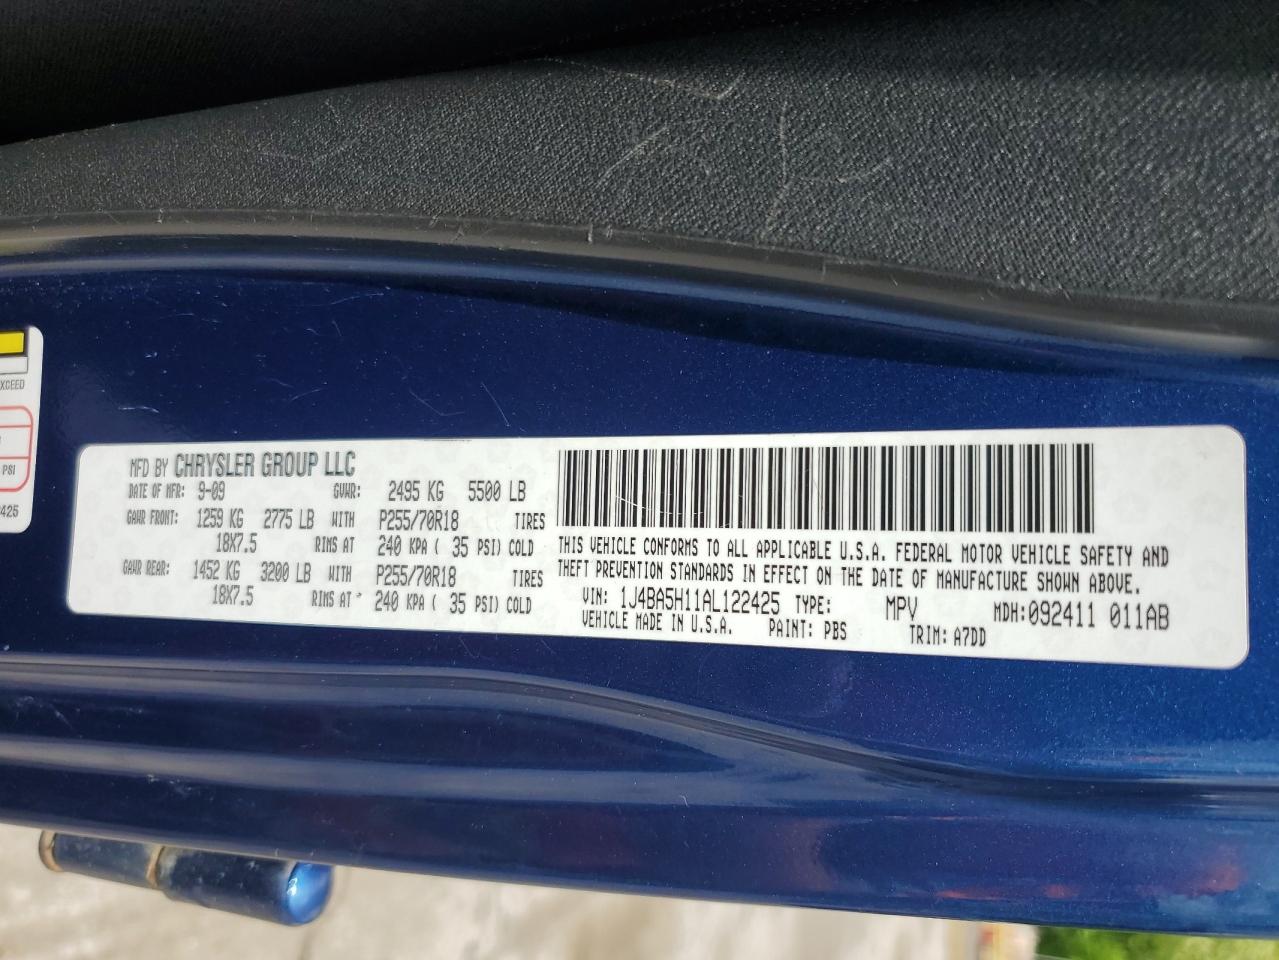 XCEED
PSI
2425
MFD BY CHRYSLER GROUP LLC
DATE OF MFR: 9-09 GVWR: 2495 KG 5500 LB
GAWR FRONT: 1259 KG 2775 LB WITH P255/70R18 TIRES
18X7.5 RIMS AT 240 KPA ( 35 PSI) COLD
GAWR REAR: 1452 KG 3200 LB WITH P255/70R18 TIRES
18X7.5 RIMS AT 240 KPA ( 35 PSI) COLD
THIS VEHICLE CONFORMS TO ALL APPLICABLE U.S.A. FEDERAL MOTOR VEHICLE SAFETY AND
THEFT PREVENTION STANDARDS IN EFFECT ON THE DATE OF MANUFACTURE SHOWN ABOVE.
VIN: 1J4BA5H11AL122425 TYPE: MPV MDH:092411 011AB
VEHICLE MADE IN U.S.A. PAINT: PBS TRIM: A7DD